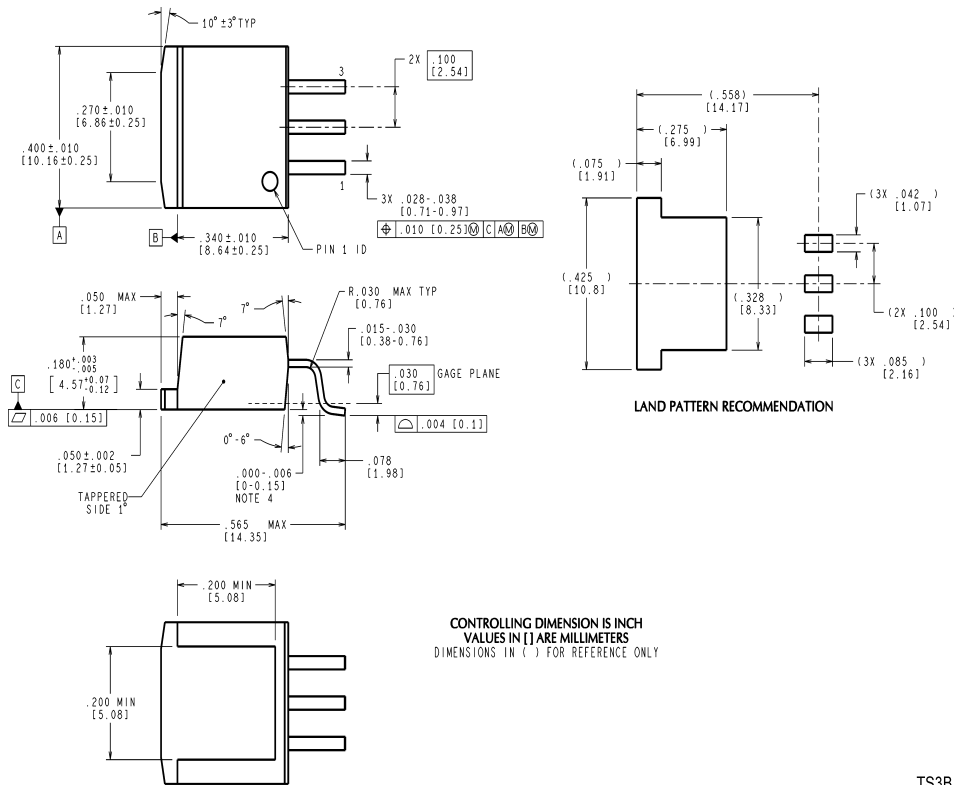 10° ±3° TYP
2X .100
[2.54]
3
.270±.010
[6.86±0.25]
.400±.010
[10.16±0.25]
1
3X .028-.038
[0.71-0.97]
⌖ .010 [0.25]Ⓜ C AⓂ BⓂ
A
B
.340±.010
[8.64±0.25]
PIN 1 ID
(.558)
[14.17]
(.275 )
[6.99]
(.075 )
[1.91]
(3X .042 )
[1.07]
(.425 )
[10.8]
(.328 )
[8.33]
(2X .100 )
[2.54]
(3X .085 )
[2.16]
LAND PATTERN RECOMMENDATION
.050 MAX
[1.27]
7°
7°
R.030 MAX TYP
[0.76]
.015-.030
[0.38-0.76]
.180+.003 -.005
[4.57+0.07 -0.12]
C
.030
[0.76]
GAGE PLANE
⏥ .006 [0.15]
⌓ .004 [0.1]
.050±.002
[1.27±0.05]
0°-6°
.000-.006
[0-0.15]
NOTE 4
.078
[1.98]
TAPPERED
SIDE 1°
.565 MAX
[14.35]
.200 MIN
[5.08]
.200 MIN
[5.08]
CONTROLLING DIMENSION IS INCH
VALUES IN [ ] ARE MILLIMETERS
DIMENSIONS IN ( ) FOR REFERENCE ONLY
TS3B